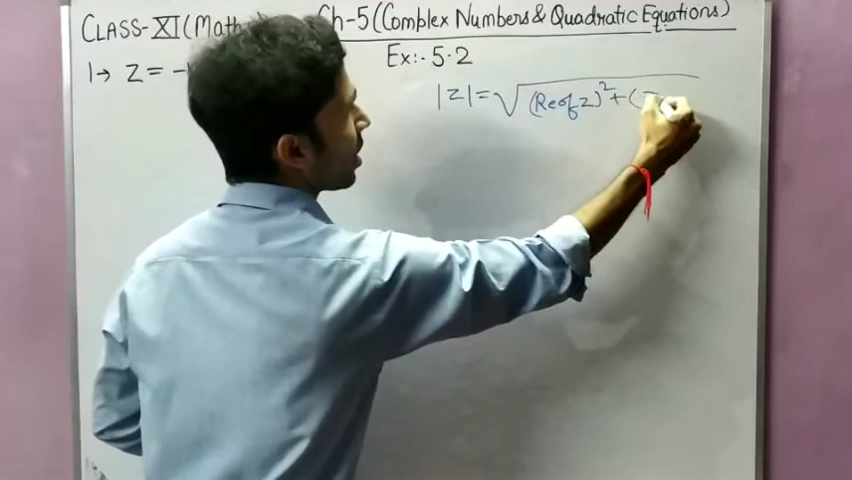 CLASS-XI (Math Ch-5 (Complex Numbers & Quadratic Equations)
Ex:- 5.2
1→ Z = -
|Z| = √(Re of Z)² + (